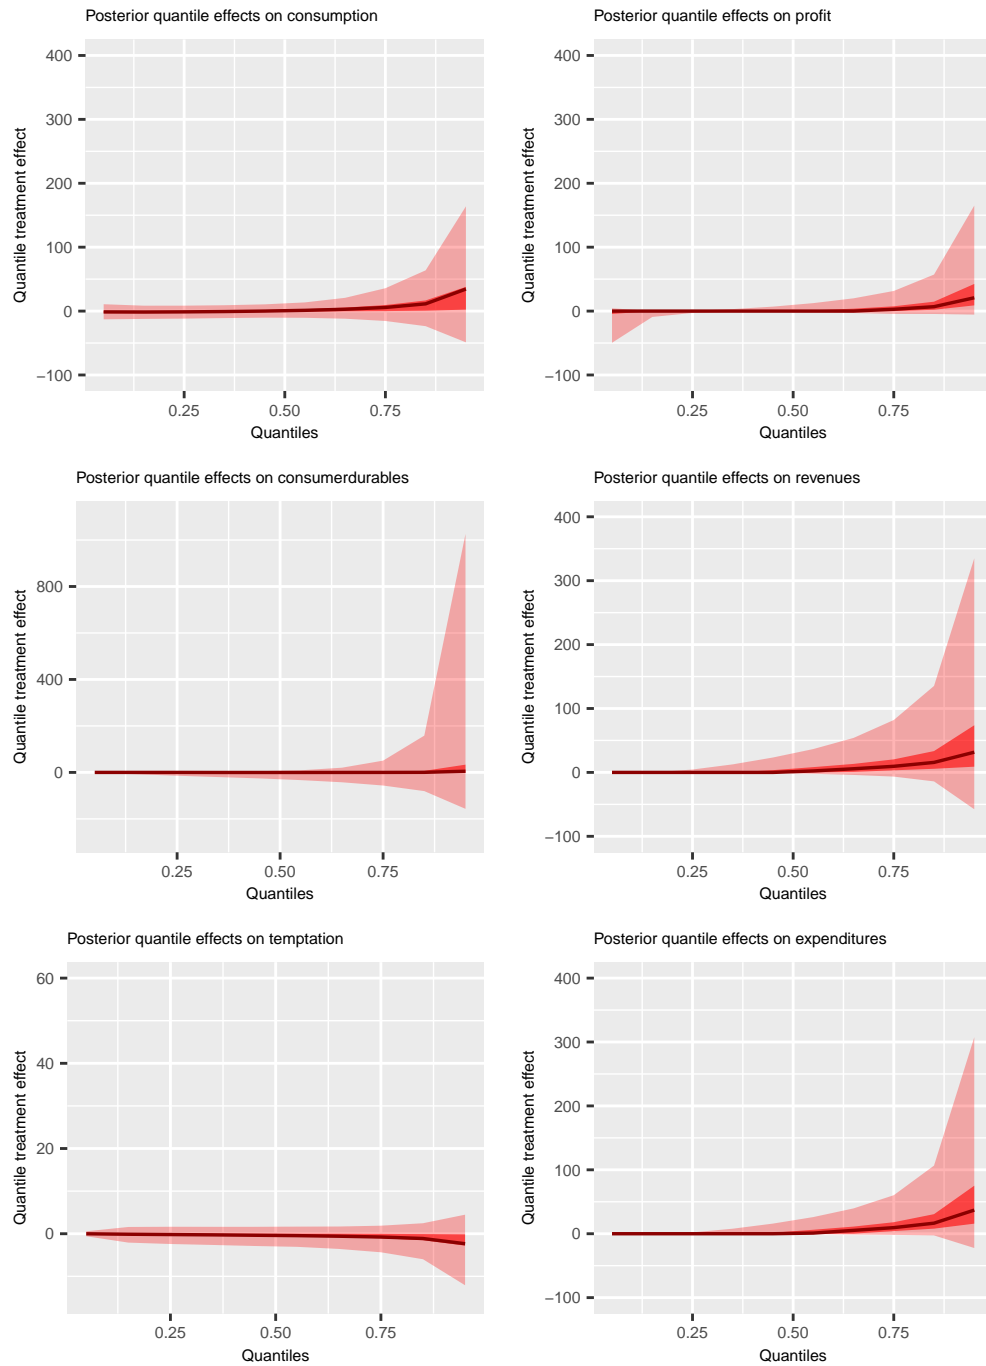 Posterior quantile effects on consumption
Quantile treatment effect
400
300
200
100
0
−100
0.25 0.50 0.75
Quantiles
Posterior quantile effects on profit
Quantile treatment effect
400
300
200
100
0
−100
0.25 0.50 0.75
Quantiles
Posterior quantile effects on consumerdurables
Quantile treatment effect
800
400
0
0.25 0.50 0.75
Quantiles
Posterior quantile effects on revenues
Quantile treatment effect
400
300
200
100
0
−100
0.25 0.50 0.75
Quantiles
Posterior quantile effects on temptation
Quantile treatment effect
60
40
20
0
0.25 0.50 0.75
Quantiles
Posterior quantile effects on expenditures
Quantile treatment effect
400
300
200
100
0
−100
0.25 0.50 0.75
Quantiles